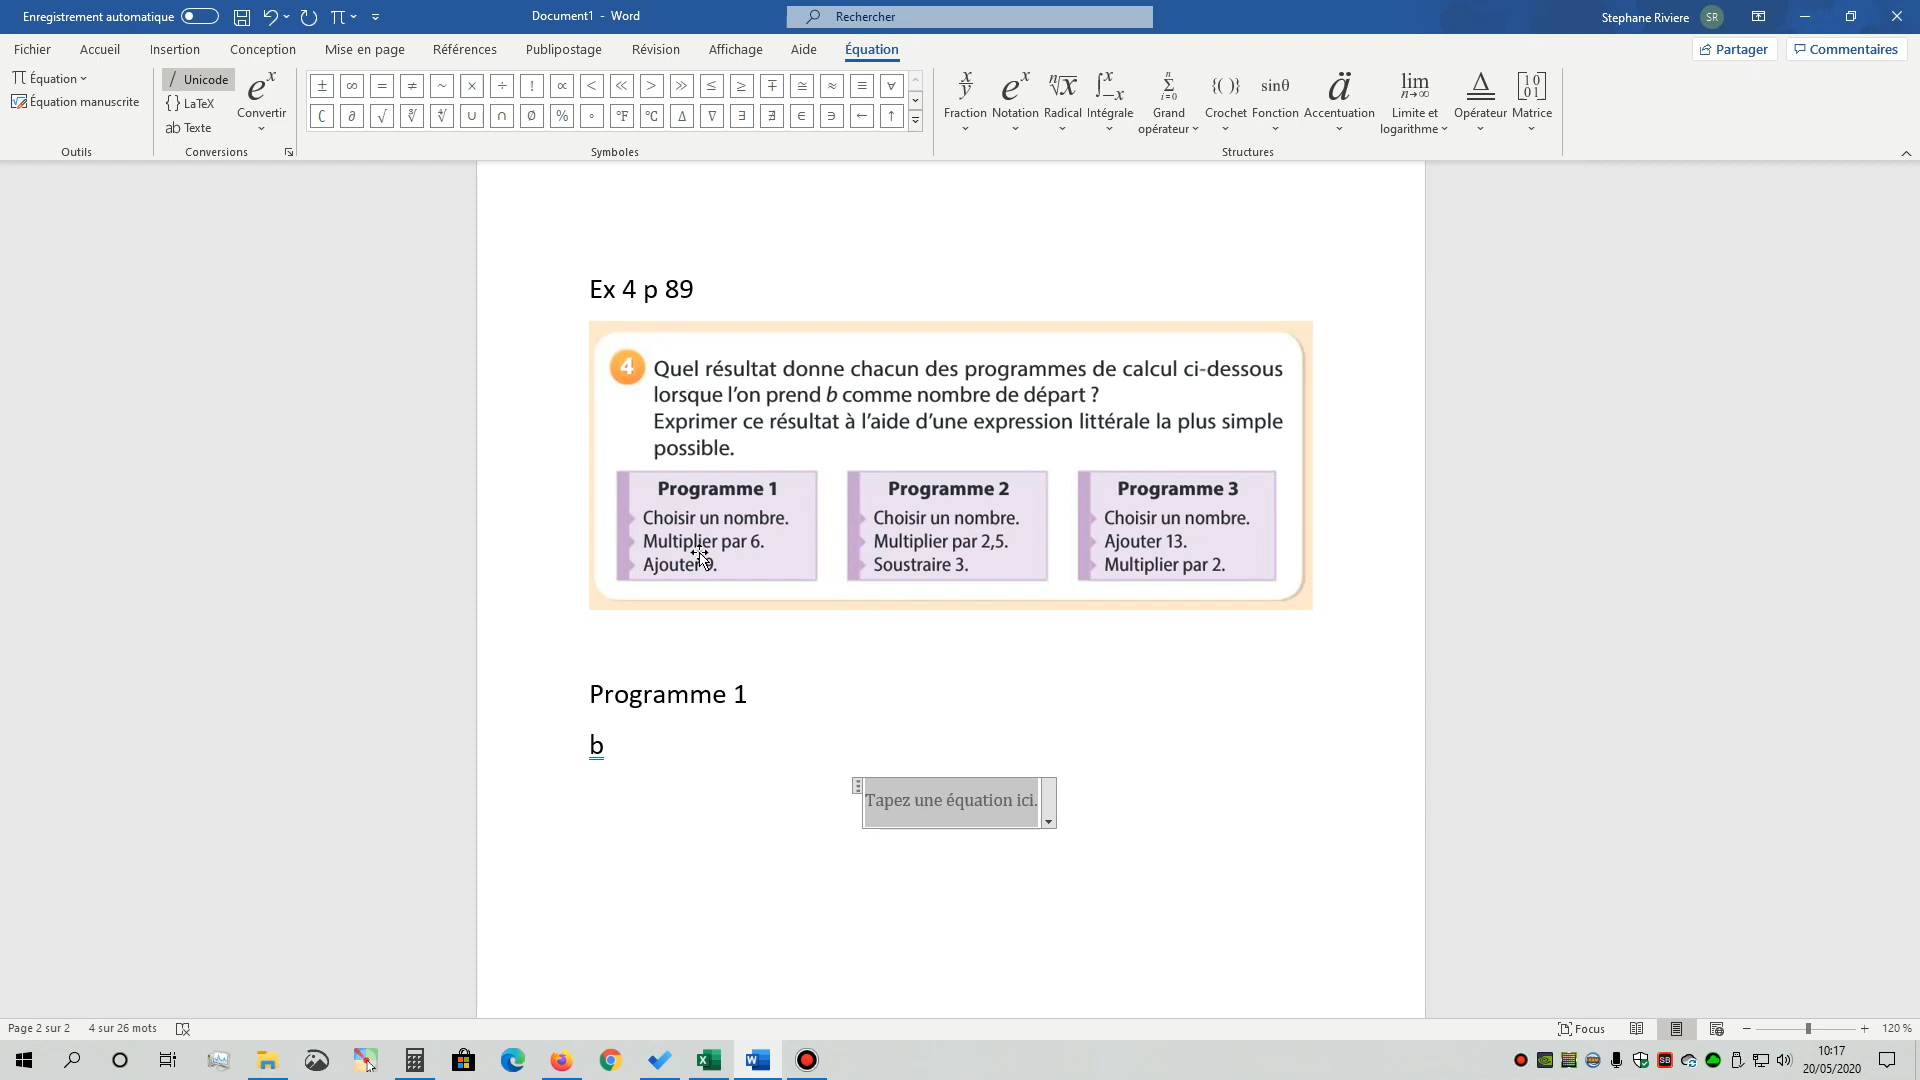 Enregistrement automatique
Document1 - Word
Rechercher
Stephane Riviere SR
Fichier Accueil Insertion Conception Mise en page Références Publipostage Révision Affichage Aide Équation
Partager Commentaires
π Équation
Équation manuscrite
Outils
Unicode
{} LaTeX
ab Texte
eˣ
Convertir
Conversions
± ∞ = ≠ ~ × ÷ ! ∝ < ≪ > ≫ ≤ ≥ ∓ ≅ ≈ ≡ ∀
∁ ∂ √ ∛ ∜ ∪ ∩ ∅ % ° °F °C ∆ ∇ ∃ ∄ ∈ ∋ ← ↑
Symboles
Fraction Notation Radical Intégrale Grand opérateur Crochet Fonction Accentuation Limite et logarithme Opérateur Matrice
Structures
Ex 4 p 89
4 Quel résultat donne chacun des programmes de calcul ci-dessous
lorsque l’on prend b comme nombre de départ ?
Exprimer ce résultat à l’aide d’une expression littérale la plus simple
possible.
Programme 1
Choisir un nombre.
Multiplier par 6.
Ajouter
Programme 2
Choisir un nombre.
Multiplier par 2,5.
Soustraire 3.
Programme 3
Choisir un nombre.
Ajouter 13.
Multiplier par 2.
Programme 1
b
Tapez une équation ici.
Page 2 sur 2 4 sur 26 mots
Focus
120 %
10:17
20/05/2020